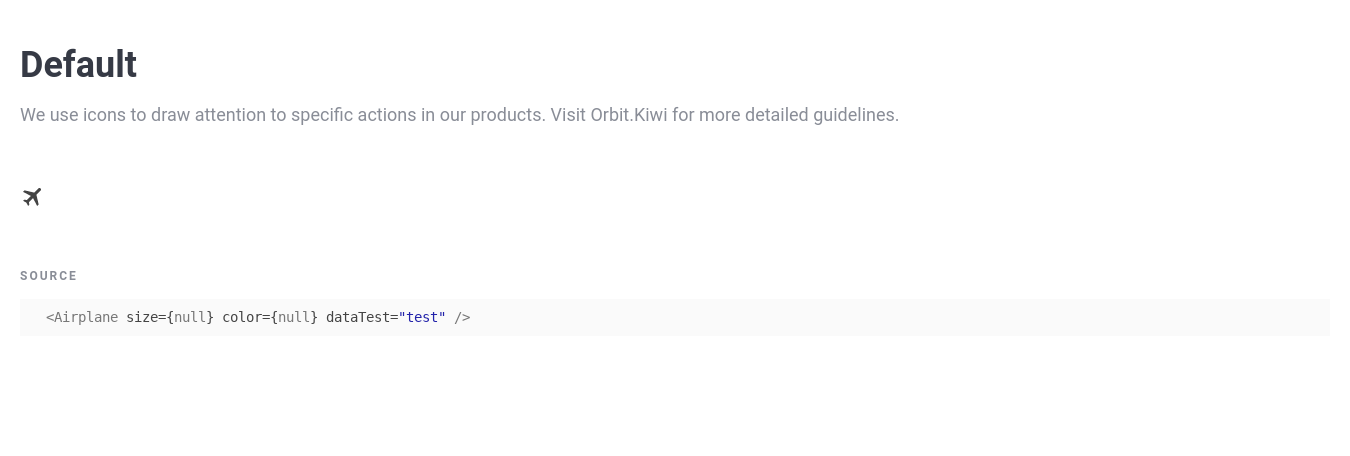 Default
We use icons to draw attention to specific actions in our products. Visit Orbit.Kiwi for more detailed guidelines.
SOURCE
<Airplane size={null} color={null} dataTest="test" />